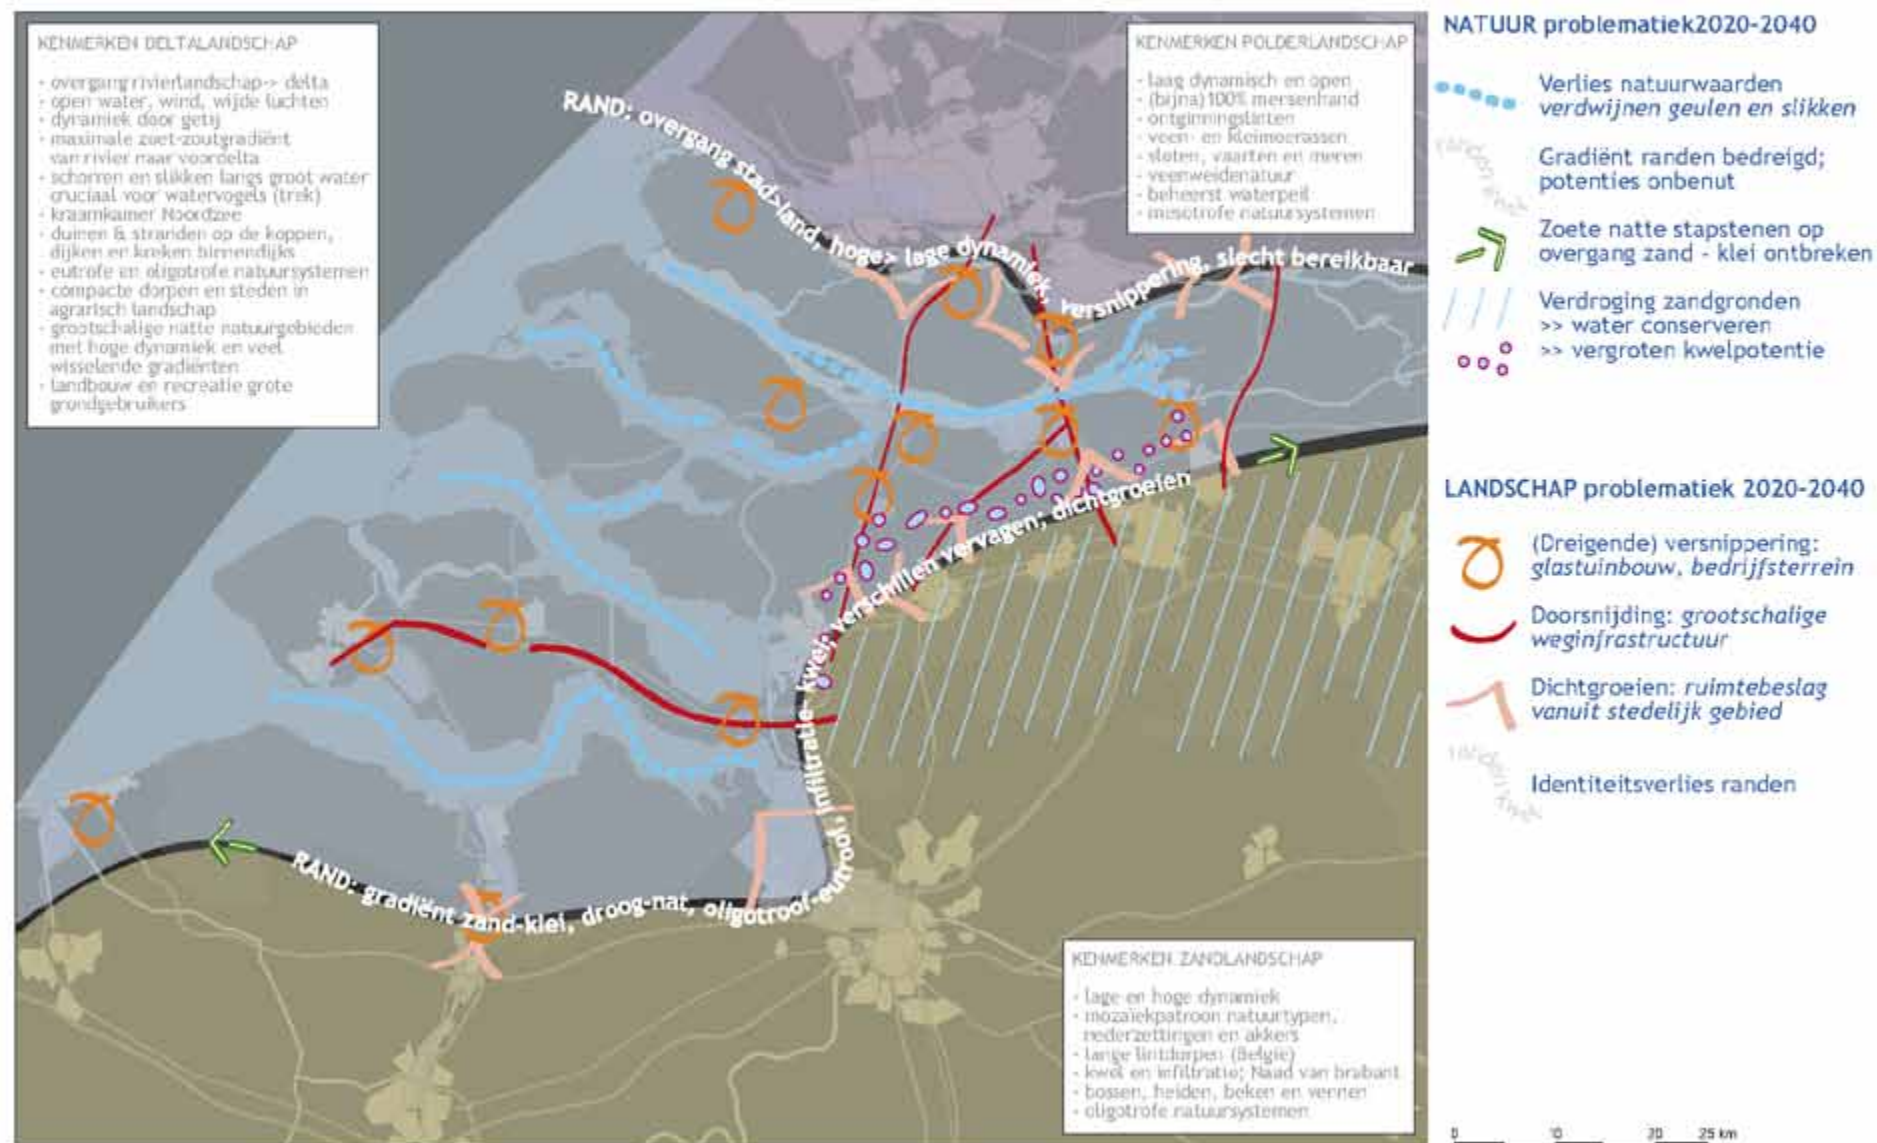 KENMERKEN DELTALANDSCHAP
- overgang rivierlandschap-> delta
- open water, wind, wijde luchten
- dynamiek door getij
- maximale zoet-zoutgradiënt
van rivier naar voordelta
- schorren en slikken langs groot water
cruciaal voor watervogels (trek)
- kraamkamer Noordzee
- duinen & stranden op de koppen,
dijken en kreken binnendijks
- eutrofe en oligotrofe natuursystemen
- compacte dorpen en steden in
agrarisch landschap
- grootschalige natte natuurgebieden
met hoge dynamiek en veel
wisselende gradiënten
- landbouw en recreatie grote
grondgebruikers
KENMERKEN POLDERLANDSCHAP
- laag dynamisch en open
- (bijna) 100% mensenhand
- ontginningslinten
- veen- en kleimoerassen
- sloten, vaarten en meren
- veenweidenatuur
- beheerst waterpeil
- mesotrofe natuursystemen
RAND: overgang stad>land, hoge> lage dynamiek, versnippering, slecht bereikbaar
RAND: gradiënt zand-klei, droog-nat, oligotroof-eutroof, infiltratie- kwel; verschillen vervagen; dichtgroeien
KENMERKEN ZANDLANDSCHAP
- lage en hoge dynamiek
- mozaïekpatroon natuurtypen,
nederzettingen en akkers
- lange lintdorpen (België)
- kwel en infiltratie; Naad van brabant
- bossen, heiden, beken en vennen
- oligotrofe natuursystemen
NATUUR problematiek2020-2040
Verlies natuurwaarden
verdwijnen geulen en slikken
Gradiënt randen bedreigd;
potenties onbenut
Zoete natte stapstenen op
overgang zand - klei ontbreken
Verdroging zandgronden
>> water conserveren
>> vergroten kwelpotentie
LANDSCHAP problematiek 2020-2040
(Dreigende) versnippering:
glastuinbouw, bedrijfsterrein
Doorsnijding: grootschalige
weginfrastructuur
Dichtgroeien: ruimtebeslag
vanuit stedelijk gebied
Identiteitsverlies randen
0 10 20 25 km